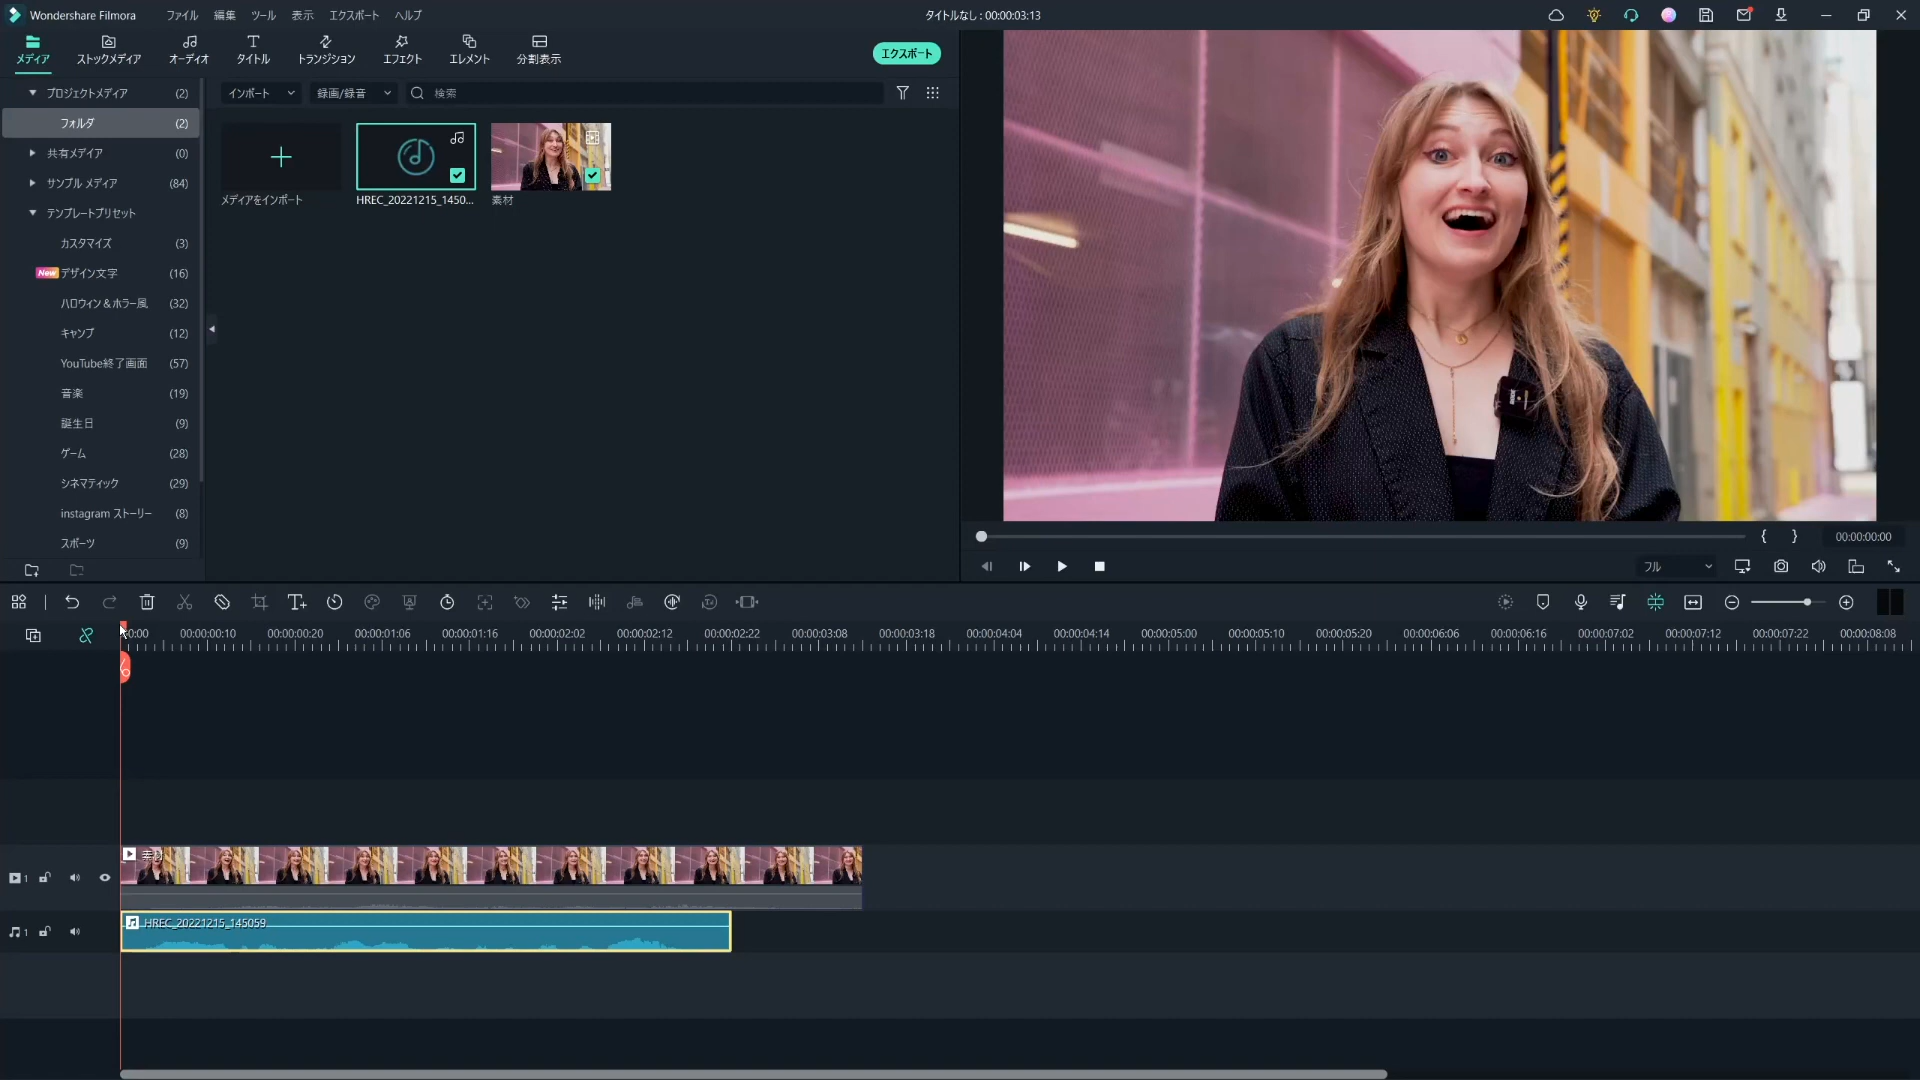 Wondershare Filmora ファイル 編集 ツール 表示 エクスポート ヘルプ タイトルなし : 00:00:03:13
メディア ストックメディア オーディオ タイトル トランジション エフェクト エレメント 分割表示 エクスポート
プロジェクトメディア (2)
フォルダ (2)
共有メディア (0)
サンプル メディア (84)
テンプレートプリセット
カスタマイズ (3)
New デザイン文字 (16)
ハロウィン＆ホラー風 (32)
キャンプ (12)
YouTube終了画面 (57)
音楽 (19)
誕生日 (9)
ゲーム (28)
シネマティック (29)
instagram ストーリー (8)
スポーツ (9)
インポート 録画/録音 検索
メディアをインポート HREC_20221215_1450... 素材
{ } 00:00:00:00
フル
00:00 00:00:00:10 00:00:00:20 00:00:01:06 00:00:01:16 00:00:02:02 00:00:02:12 00:00:02:22 00:00:03:08 00:00:03:18 00:00:04:04 00:00:04:14 00:00:05:00 00:00:05:10 00:00:05:20 00:00:06:06 00:00:06:16 00:00:07:02 00:00:07:12 00:00:07:22 00:00:08:08
1 素材
1 HREC_20221215_145059